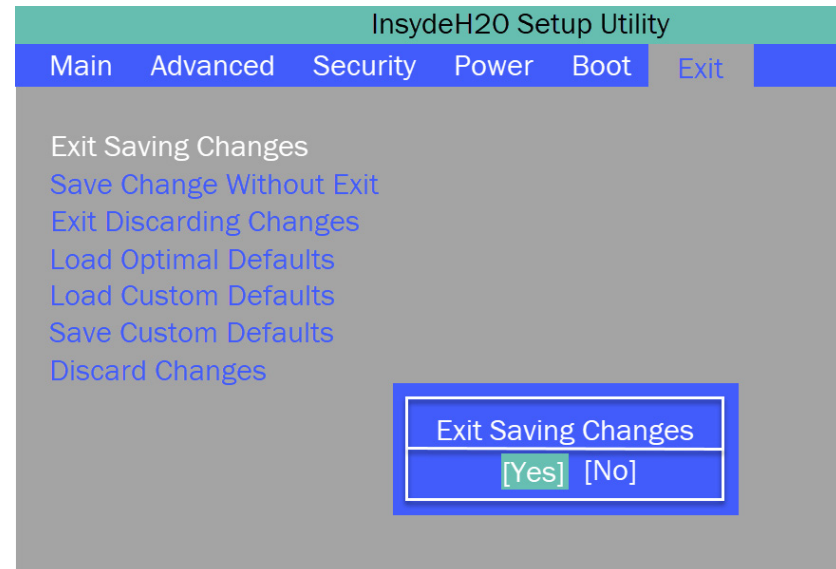 InsydeH20 Setup Utility
Main Advanced Security Power Boot Exit
Exit Saving Changes
Save Change Without Exit
Exit Discarding Changes
Load Optimal Defaults
Load Custom Defaults
Save Custom Defaults
Discard Changes
Exit Saving Changes
[Yes] [No]